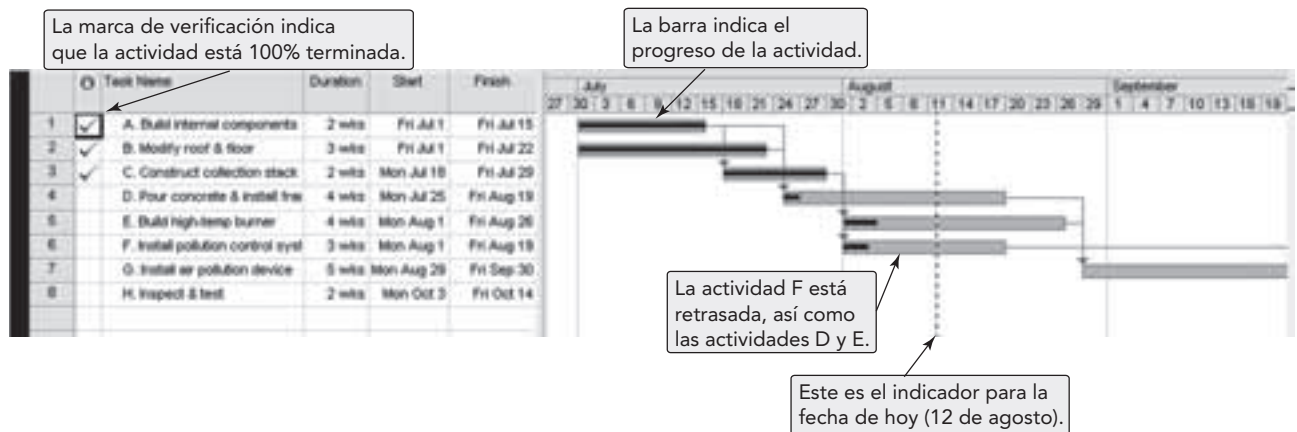 La marca de verificación indica
que la actividad está 100% terminada.
La barra indica el
progreso de la actividad.
Task Name Duration Start Finish
July August September
27 30 3 6 9 12 15 18 21 24 27 30 2 5 8 11 14 17 20 23 26 29 1 4 7 10 13 16 19
1 A. Build internal components 2 wks Fri Jul 1 Fri Jul 15
2 B. Modify roof & floor 3 wks Fri Jul 1 Fri Jul 22
3 C. Construct collection stack 2 wks Mon Jul 18 Fri Jul 29
4 D. Pour concrete & install fra 4 wks Mon Jul 25 Fri Aug 19
5 E. Build high-temp burner 4 wks Mon Aug 1 Fri Aug 26
6 F. Install pollution control syst 3 wks Mon Aug 1 Fri Aug 19
7 G. Install air pollution device 5 wks Mon Aug 29 Fri Sep 30
8 H. Inspect & test 2 wks Mon Oct 3 Fri Oct 14
La actividad F está
retrasada, así como
las actividades D y E.
Este es el indicador para la
fecha de hoy (12 de agosto).